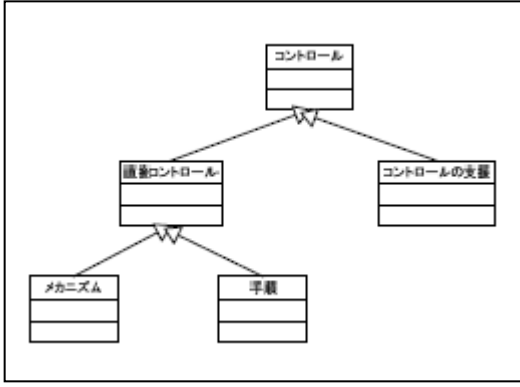 コントロール
直接コントロール
コントロールの支援
メカニズム
手順